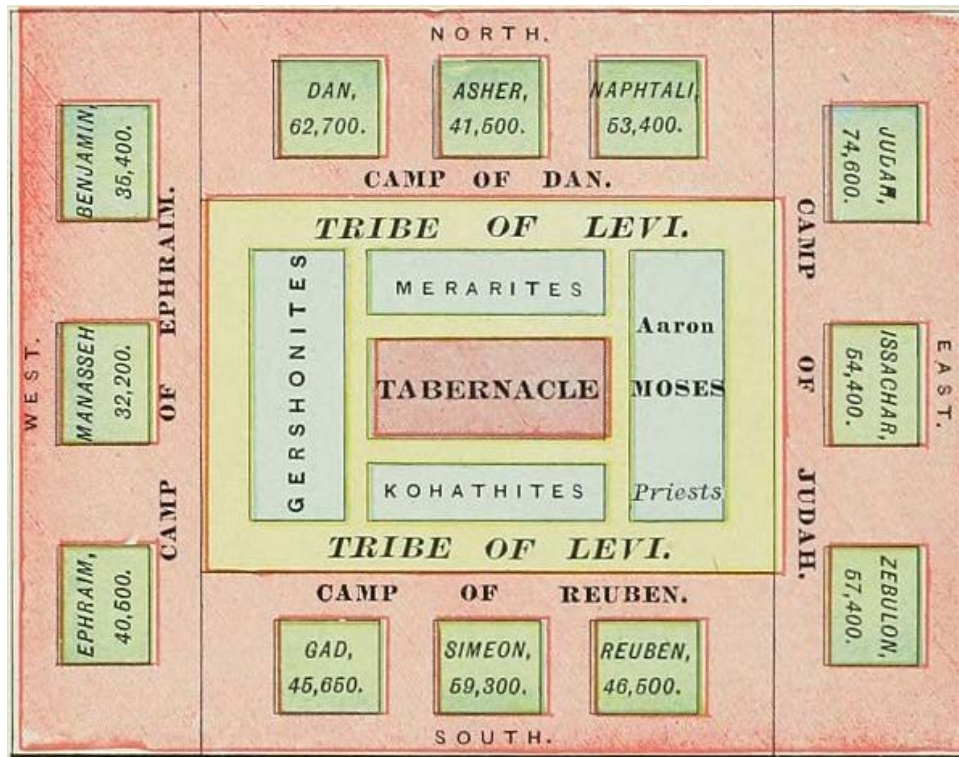 NORTH.
DAN,
62,700.
ASHER,
41,500.
NAPHTALI,
53,400.
CAMP OF DAN.
WEST.
BENJAMIN,
35,400.
MANASSEH
32,200.
EPHRAIM,
40,500.
CAMP OF EPHRAIM.
TRIBE OF LEVI.
GERSHONITES
MERARITES
TABERNACLE
KOHATHITES
Aaron
MOSES
Priests
TRIBE OF LEVI.
CAMP OF JUDAH.
JUDAH,
74,600.
ISSACHAR,
54,400.
ZEBULON,
57,400.
EAST.
CAMP OF REUBEN.
GAD,
45,650.
SIMEON,
59,300.
REUBEN,
46,500.
SOUTH.